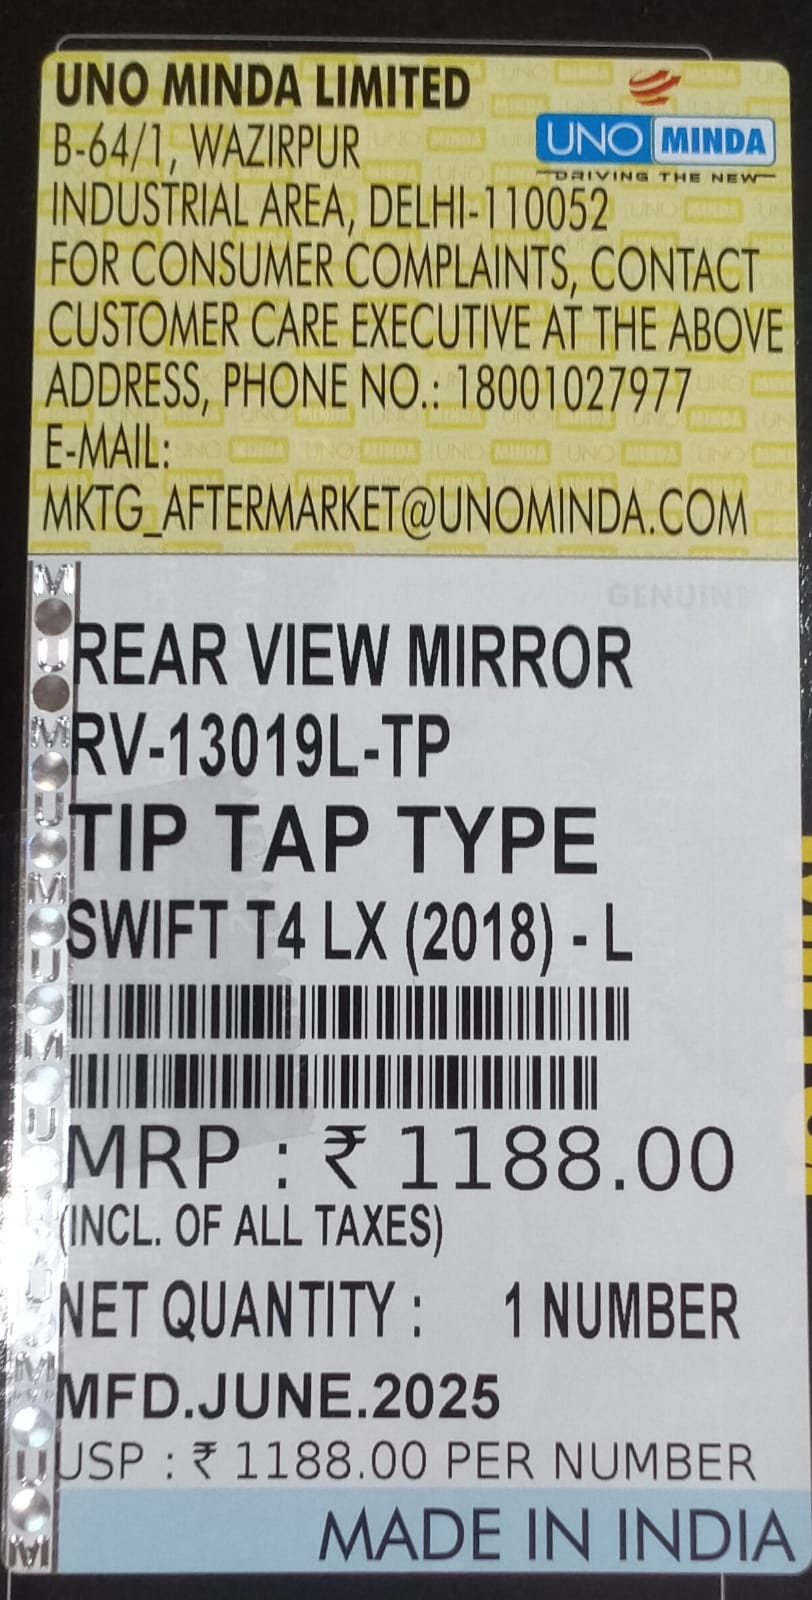 UNO MINDA LIMITED
UNO MINDA
DRIVING THE NEW
B-64/1, WAZIRPUR
INDUSTRIAL AREA, DELHI-110052
FOR CONSUMER COMPLAINTS, CONTACT
CUSTOMER CARE EXECUTIVE AT THE ABOVE
ADDRESS, PHONE NO.: 18001027977
E-MAIL:
MKTG_AFTERMARKET@UNOMINDA.COM
GENUINE
REAR VIEW MIRROR
RV-13019L-TP
TIP TAP TYPE
SWIFT T4 LX (2018) - L
MRP : ₹ 1188.00
(INCL. OF ALL TAXES)
NET QUANTITY : 1 NUMBER
MFD.JUNE.2025
USP : ₹ 1188.00 PER NUMBER
MADE IN INDIA